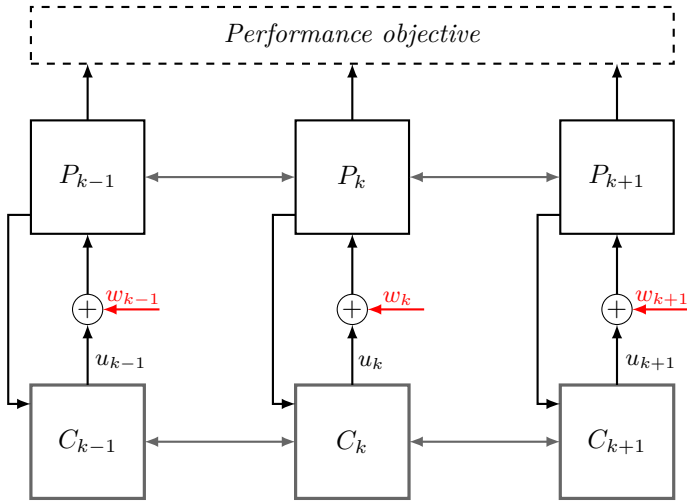 Performance objective
P_{k−1} P_k P_{k+1}
w_{k−1} w_k w_{k+1}
+ + +
u_{k−1} u_k u_{k+1}
C_{k−1} C_k C_{k+1}